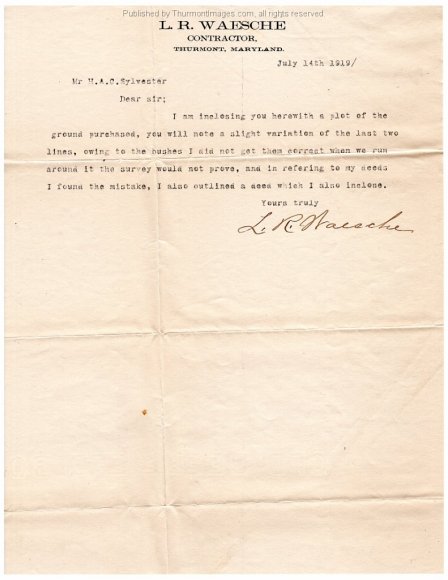 Published by ThurmontImages.com, all rights reserved
L. R. WAESCHE
CONTRACTOR,
THURMONT, MARYLAND.
July 14th 1919/
Mr H.A.C.Sylvester
Dear sir;
I am inclosing you herewith a plot of the
ground purchased, you will note a slight variation of the last two
lines, owing to the bushes I did not get them correct when we run
around it the survey would not prove, and in refering to my deeds
I found the mistake, I also outlined a deed which I also inclone.
Yours truly
L. R. Waesche